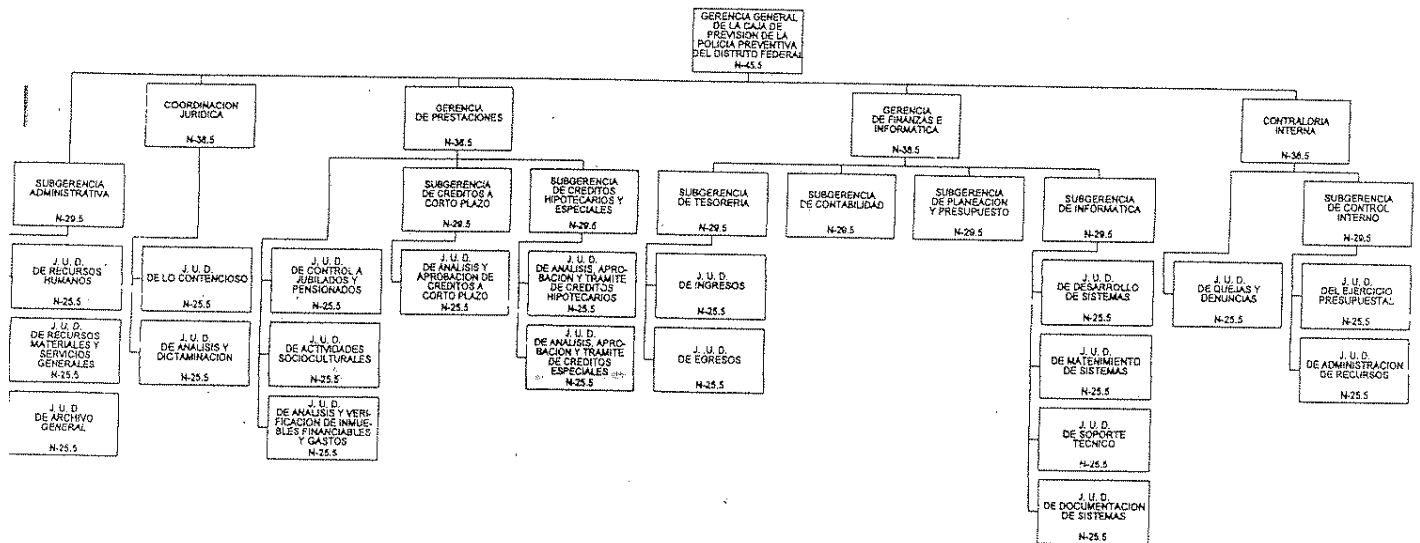 GERENCIA GENERAL
DE LA CAJA DE
PREVISION DE LA
POLICIA PREVENTIVA
DEL DISTRITO FEDERAL
N-45.5
COORDINACION
JURIDICA
N-38.5
GERENCIA
DE PRESTACIONES
N-38.5
GERENCIA
DE FINANZAS E
INFORMATICA
N-38.5
CONTRALORIA
INTERNA
N-38.5
SUBGERENCIA
ADMINISTRATIVA
N-29.5
SUBGERENCIA
DE CREDITOS A
CORTO PLAZO
N-29.5
SUBGERENCIA
DE CREDITOS
HIPOTECARIOS Y
ESPECIALES
N-29.5
SUBGERENCIA
DE TESORERIA
N-29.5
SUBGERENCIA
DE CONTABILIDAD
N-29.5
SUBGERENCIA
DE PLANEACION
Y PRESUPUESTO
N-29.5
SUBGERENCIA
DE INFORMATICA
N-29.5
SUBGERENCIA
DE CONTROL
INTERNO
N-29.5
J. U. D.
DE RECURSOS
HUMANOS
N-25.5
J. U. D.
DE RECURSOS
MATERIALES Y
SERVICIOS
GENERALES
N-25.5
J. U. D
DE ARCHIVO
GENERAL
N-25.5
J. U. D.
DE LO CONTENCIOSO
N-25.5
J. U. D.
DE ANALISIS Y
DICTAMINACION
N-25.5
J. U. D.
DE CONTROL A
JUBILADOS Y
PENSIONADOS
N-25.5
J. U. D.
DE ACTIVIDADES
SOCIOCULTURALES
N-25.5
J. U. D.
DE ANALISIS Y VERI-
FICACION DE INMUE-
BLES FINANCIABLES
Y GASTOS
N-25.5
J. U. D.
DE ANALISIS Y
APROBACION DE
CREDITOS A
CORTO PLAZO
N-25.5
J. U. D.
DE ANALISIS, APRO-
BACION Y TRAMITE
DE CREDITOS
HIPOTECARIOS
N-25.5
J. U. D.
DE ANALISIS, APRO-
BACION Y TRAMITE
DE CREDITOS
ESPECIALES
N-25.5
J. U. D.
DE INGRESOS
N-25.5
J. U. D.
DE EGRESOS
N-25.5
J. U. D.
DE DESARROLLO
DE SISTEMAS
N-25.5
J. U. D.
DE MATENIMIENTO
DE SISTEMAS
N-25.5
J. U. D.
DE SOPORTE
TECNICO
N-25.5
J. U. D.
DE DOCUMENTACION
DE SISTEMAS
N-25.5
J. U. D.
DE QUEJAS Y
DENUNCIAS
N-25.5
J. U. D.
DEL EJERCICIO
PRESUPUESTAL
N-25.5
J. U. D.
DE ADMINISTRACION
DE RECURSOS
N-25.5